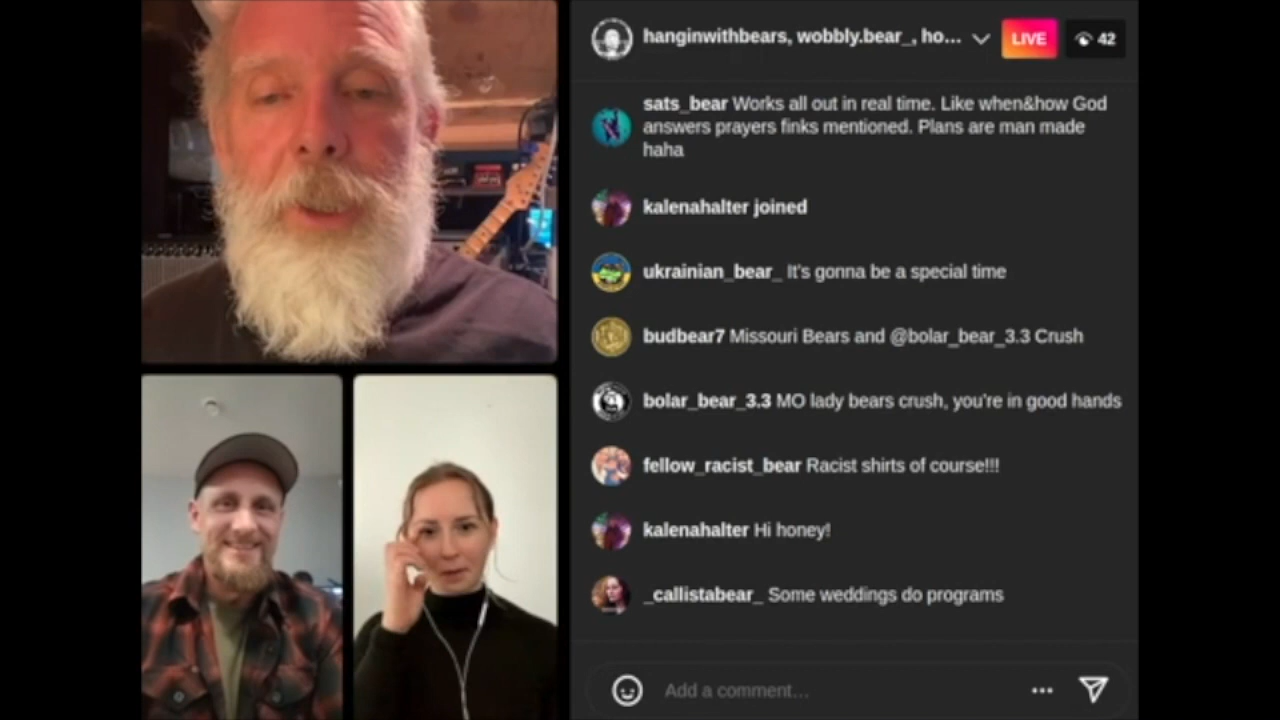 hanginwithbears, wobbly.bear_, ho...
LIVE
42
sats_bear Works all out in real time. Like when&how God
answers prayers finks mentioned. Plans are man made
haha
kalenahalter joined
ukrainian_bear_ It's gonna be a special time
budbear7 Missouri Bears and @bolar_bear_3.3 Crush
bolar_bear_3.3 MO lady bears crush, you're in good hands
fellow_racist_bear Racist shirts of course!!!
kalenahalter Hi honey!
_callistabear_ Some weddings do programs
Add a comment...